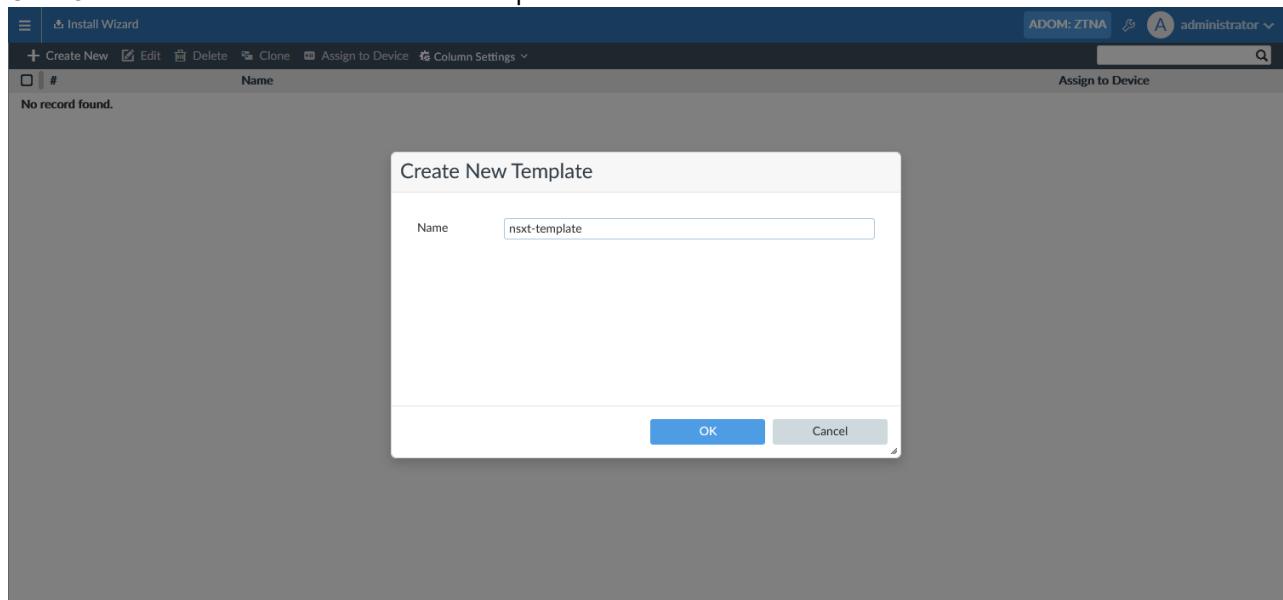 Install Wizard
ADOM: ZTNA
A administrator
Create New Edit Delete Clone Assign to Device Column Settings
# Name Assign to Device
No record found.
Create New Template
Name nsxt-template
OK Cancel